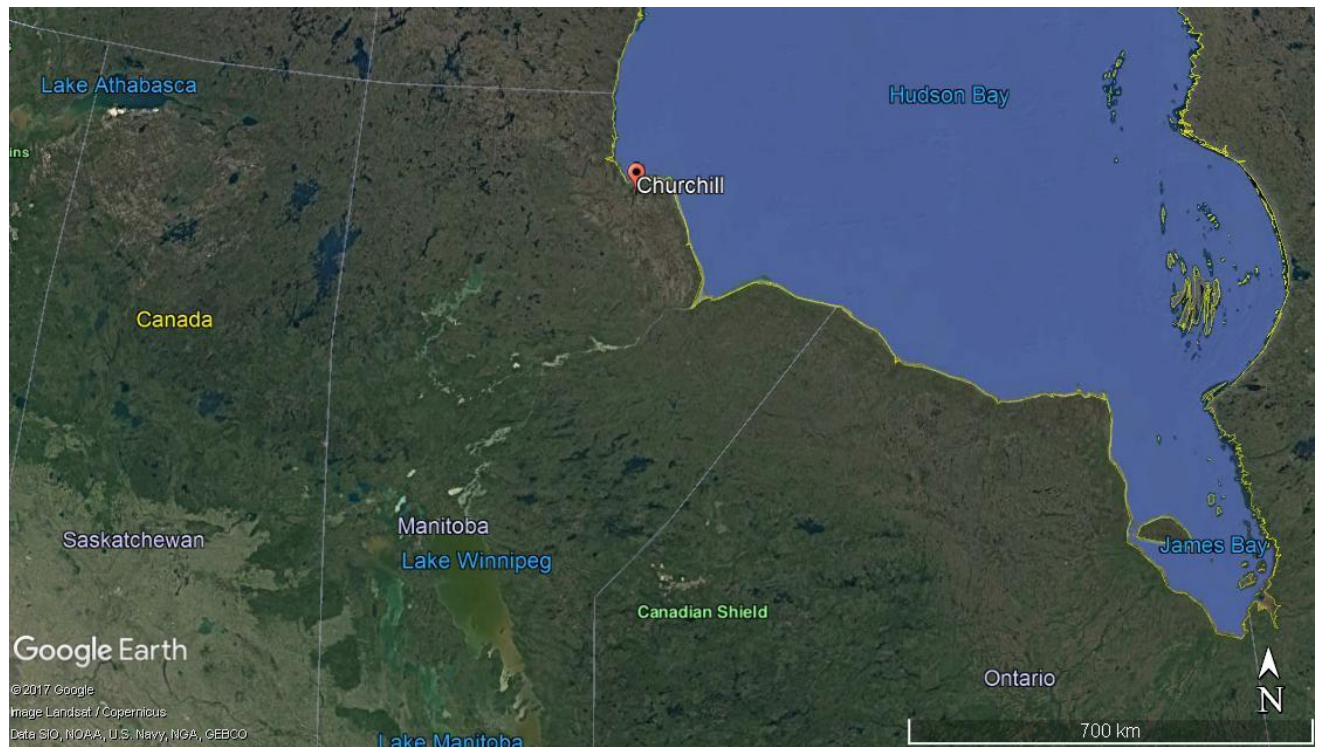 Lake Athabasca
Hudson Bay
ins
Churchill
Canada
Manitoba
Saskatchewan
Lake Winnipeg
James Bay
Canadian Shield
Google Earth
Ontario
©2017 Google
Image Landsat / Copernicus
N
Data SIO, NOAA, U.S. Navy, NGA, GEBCO
700 km
Lake Manitoba